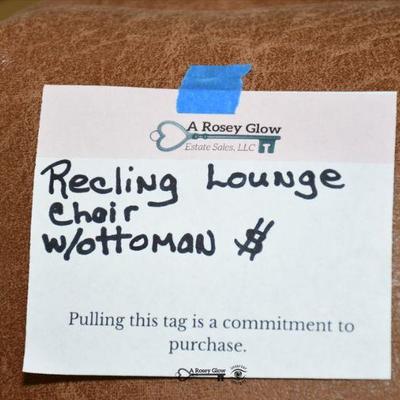 A Rosey Glow
Estate Sales, LLC
Recling Lounge
Chair
w/ottoman $
Pulling this tag is a commitment to
purchase.
A Rosey Glow